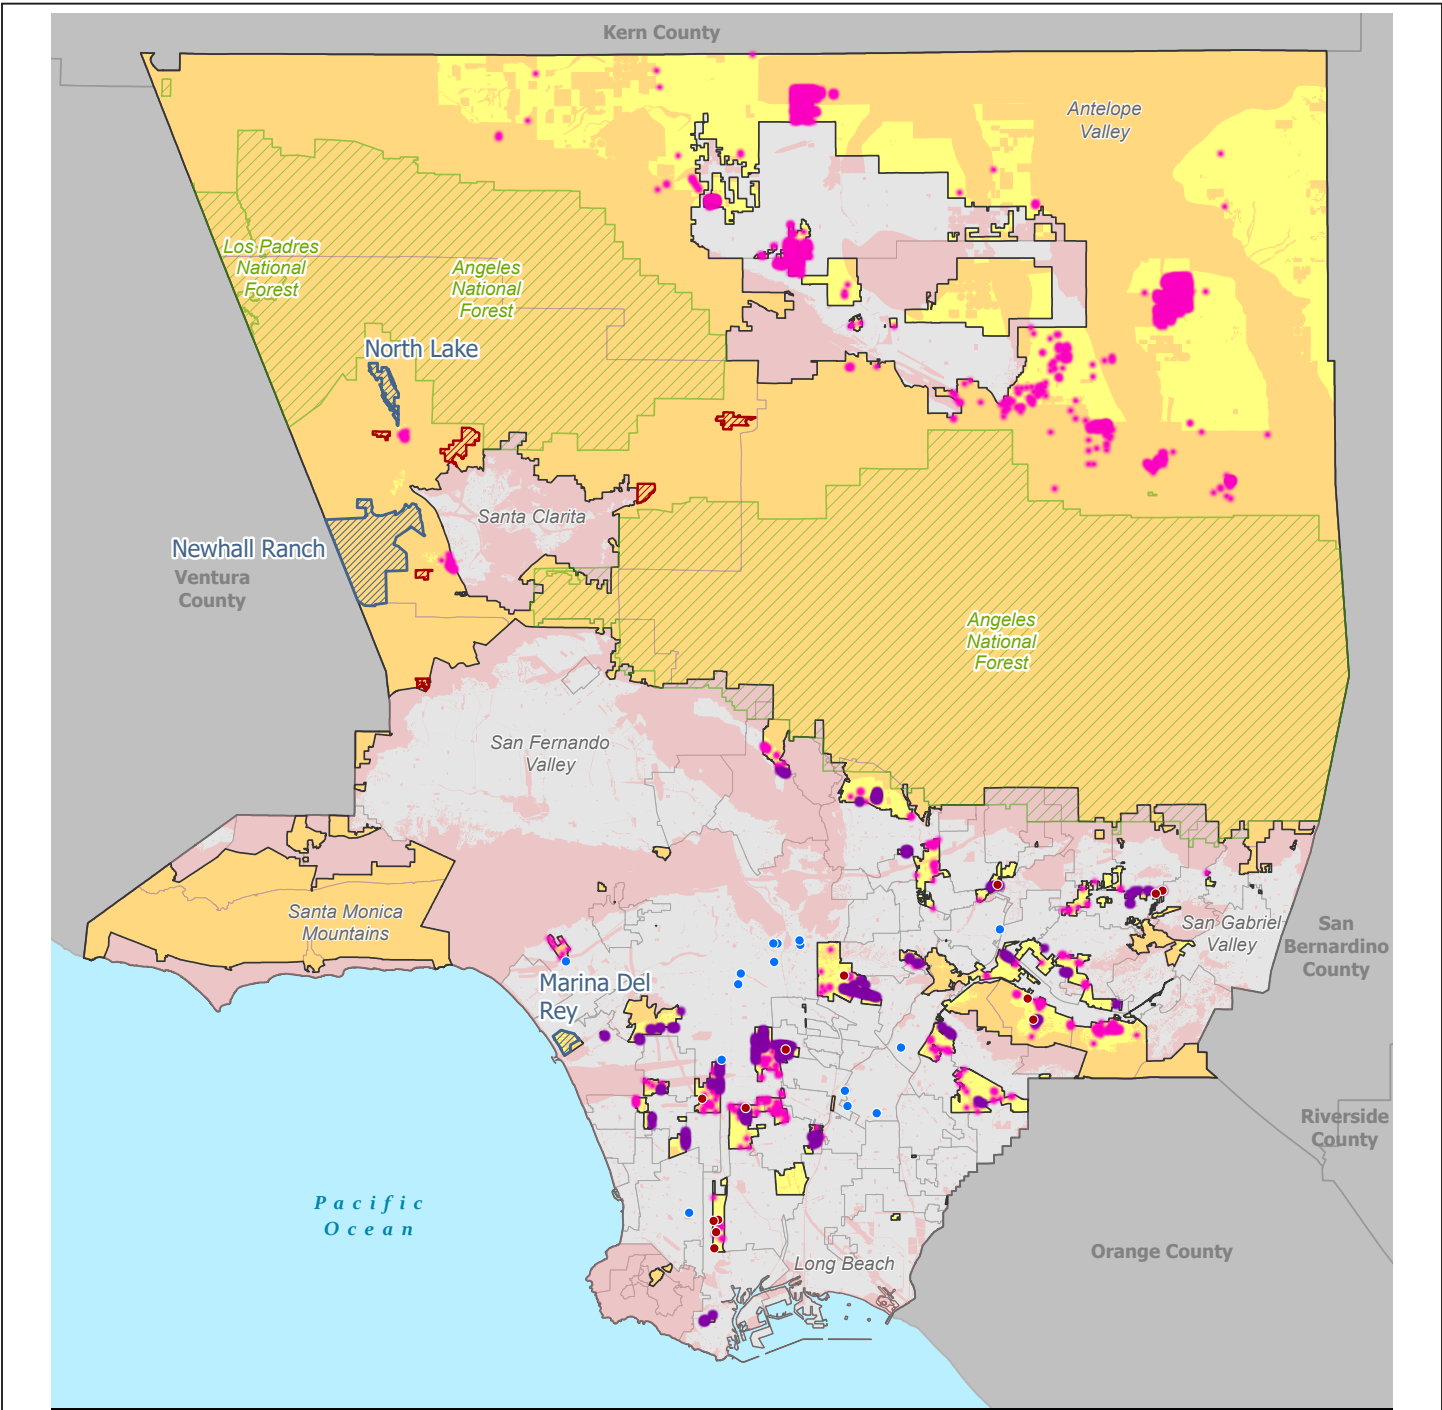 Kern County
Antelope
Valley
Los Padres
National
Forest
Angeles
National
Forest
North Lake
Santa Clarita
Newhall Ranch
Ventura
County
Angeles
National
Forest
San Fernando
Valley
Santa Monica
Mountains
San Gabriel
Valley
San
Bernardino
County
Marina Del
Rey
Riverside
County
Pacific
Ocean
Orange County
Long Beach